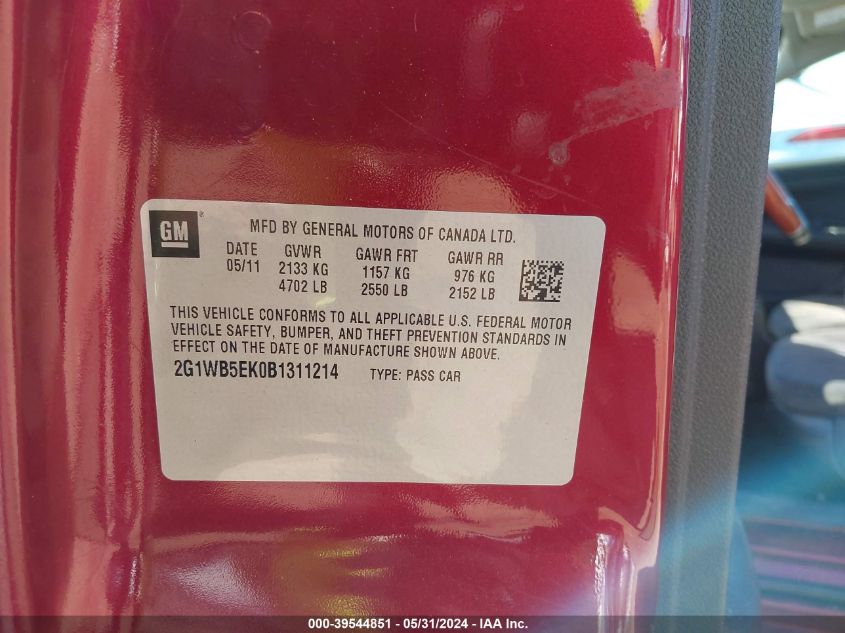 GM ®
MFD BY GENERAL MOTORS OF CANADA LTD.
DATE GVWR GAWR FRT GAWR RR
05/11 2133 KG 1157 KG 976 KG
4702 LB 2550 LB 2152 LB
THIS VEHICLE CONFORMS TO ALL APPLICABLE U.S. FEDERAL MOTOR
VEHICLE SAFETY, BUMPER, AND THEFT PREVENTION STANDARDS IN
EFFECT ON THE DATE OF MANUFACTURE SHOWN ABOVE.
2G1WB5EK0B1311214 TYPE: PASS CAR
000-39544851 - 05/31/2024 - IAA Inc.